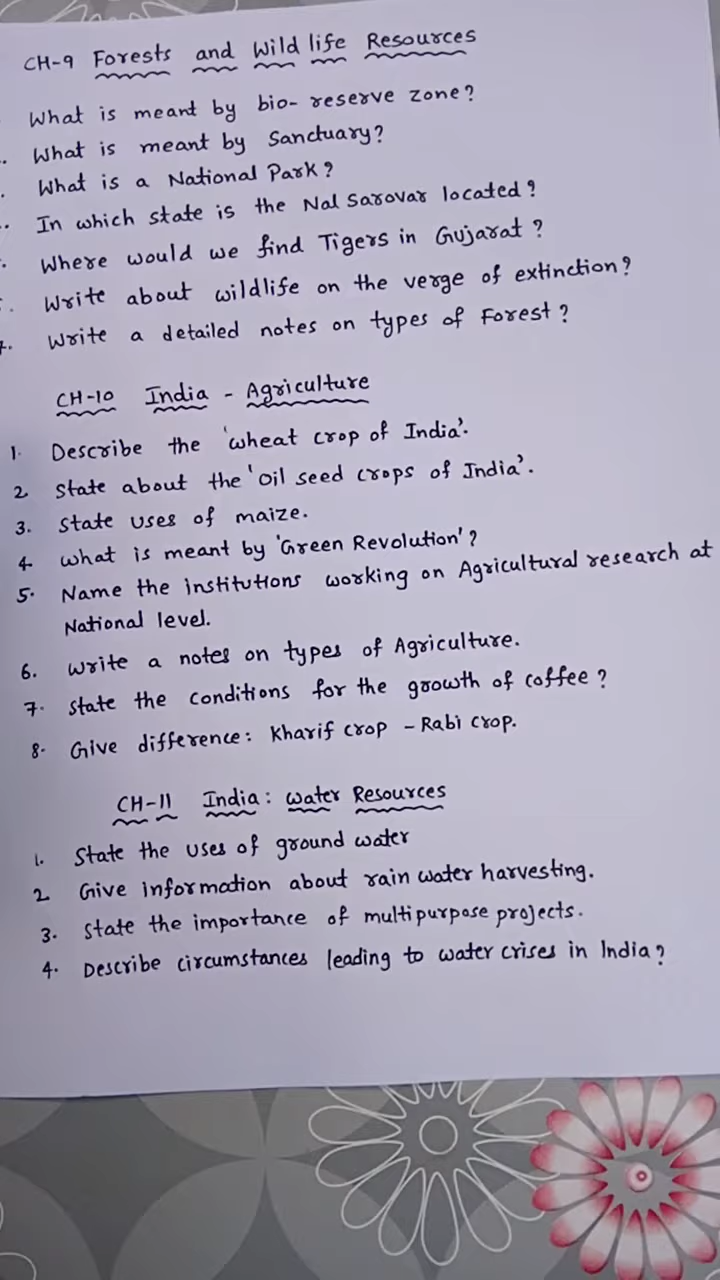 CH-9 Forests and Wild life Resources
What is meant by bio- reserve zone?
. What is meant by Sanctuary?
. What is a National Park?
. In which state is the Nal Sarovar located?
. Where would we find Tigers in Gujarat?
. Write about wildlife on the verge of extinction?
7. Write a detailed notes on types of Forest?
CH-10 India - Agriculture
1. Describe the 'wheat crop of India'.
2 State about the 'Oil seed crops of India'.
3. State uses of maize.
4 what is meant by 'Green Revolution'?
5. Name the institutions working on Agricultural research at
National level.
6. write a notes on types of Agriculture.
7. State the conditions for the growth of coffee?
8. Give difference: Kharif crop - Rabi crop.
CH-11 India: Water Resources
1. State the uses of ground water
2 Give information about rain water harvesting.
3. State the importance of multipurpose projects.
4. Describe circumstances leading to water crises in India?